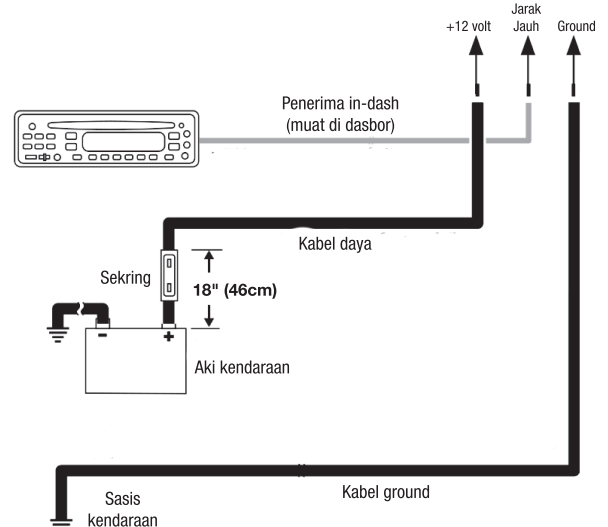 Jarak
Jauh
+12 volt
Ground
Penerima in-dash
(muat di dasbor)
Kabel daya
Sekring
18" (46cm)
- +
Aki kendaraan
Kabel ground
Sasis
kendaraan